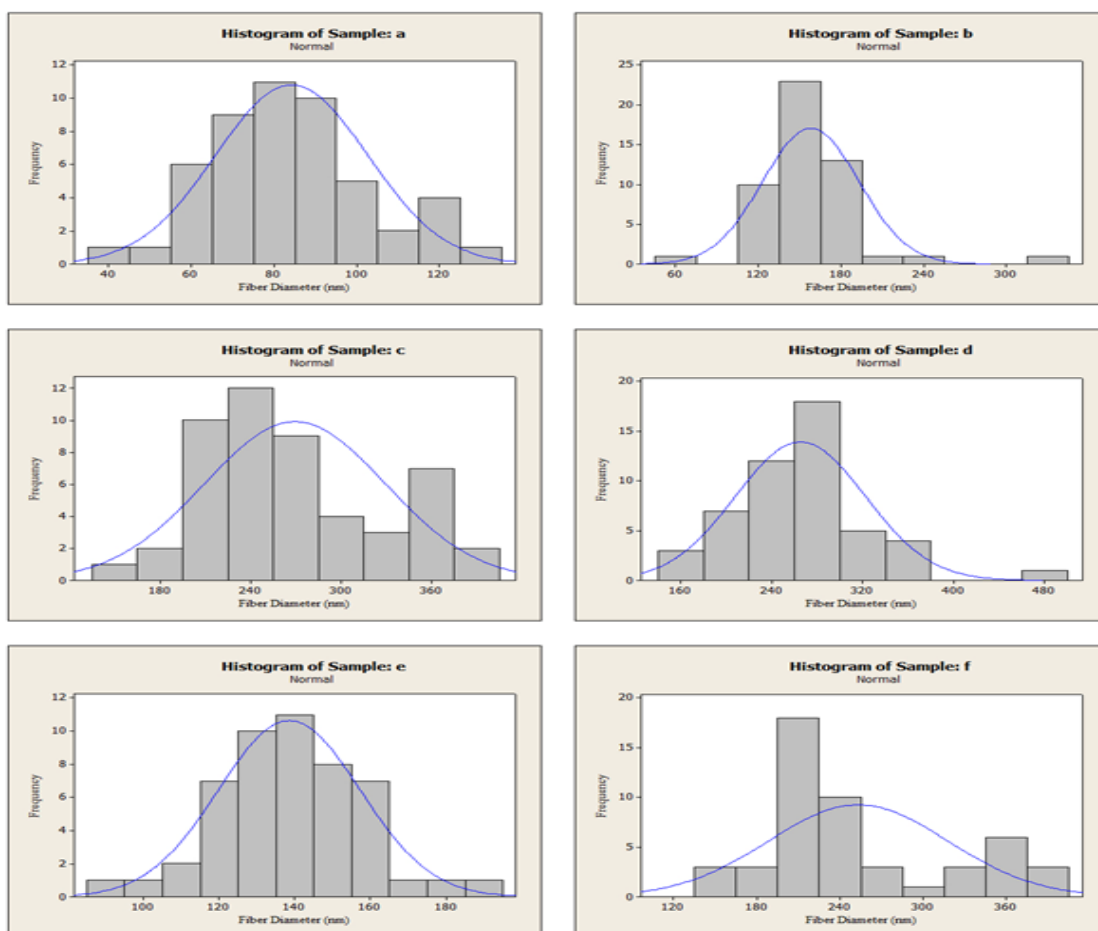 Histogram of Sample: a
Normal
12
10
8
6
4
2
0
Frequency
40 60 80 100 120
Fiber Diameter (nm)
Histogram of Sample: b
Normal
25
20
15
10
5
0
Frequency
60 120 180 240 300
Fiber Diameter (nm)
Histogram of Sample: c
Normal
12
10
8
6
4
2
0
Frequency
180 240 300 360
Fiber Diameter (nm)
Histogram of Sample: d
Normal
20
15
10
5
0
Frequency
160 240 320 400 480
Fiber Diameter (nm)
Histogram of Sample: e
Normal
12
10
8
6
4
2
0
Frequency
100 120 140 160 180
Fiber Diameter (nm)
Histogram of Sample: f
Normal
20
15
10
5
0
Frequency
120 180 240 300 360
Fiber Diameter (nm)